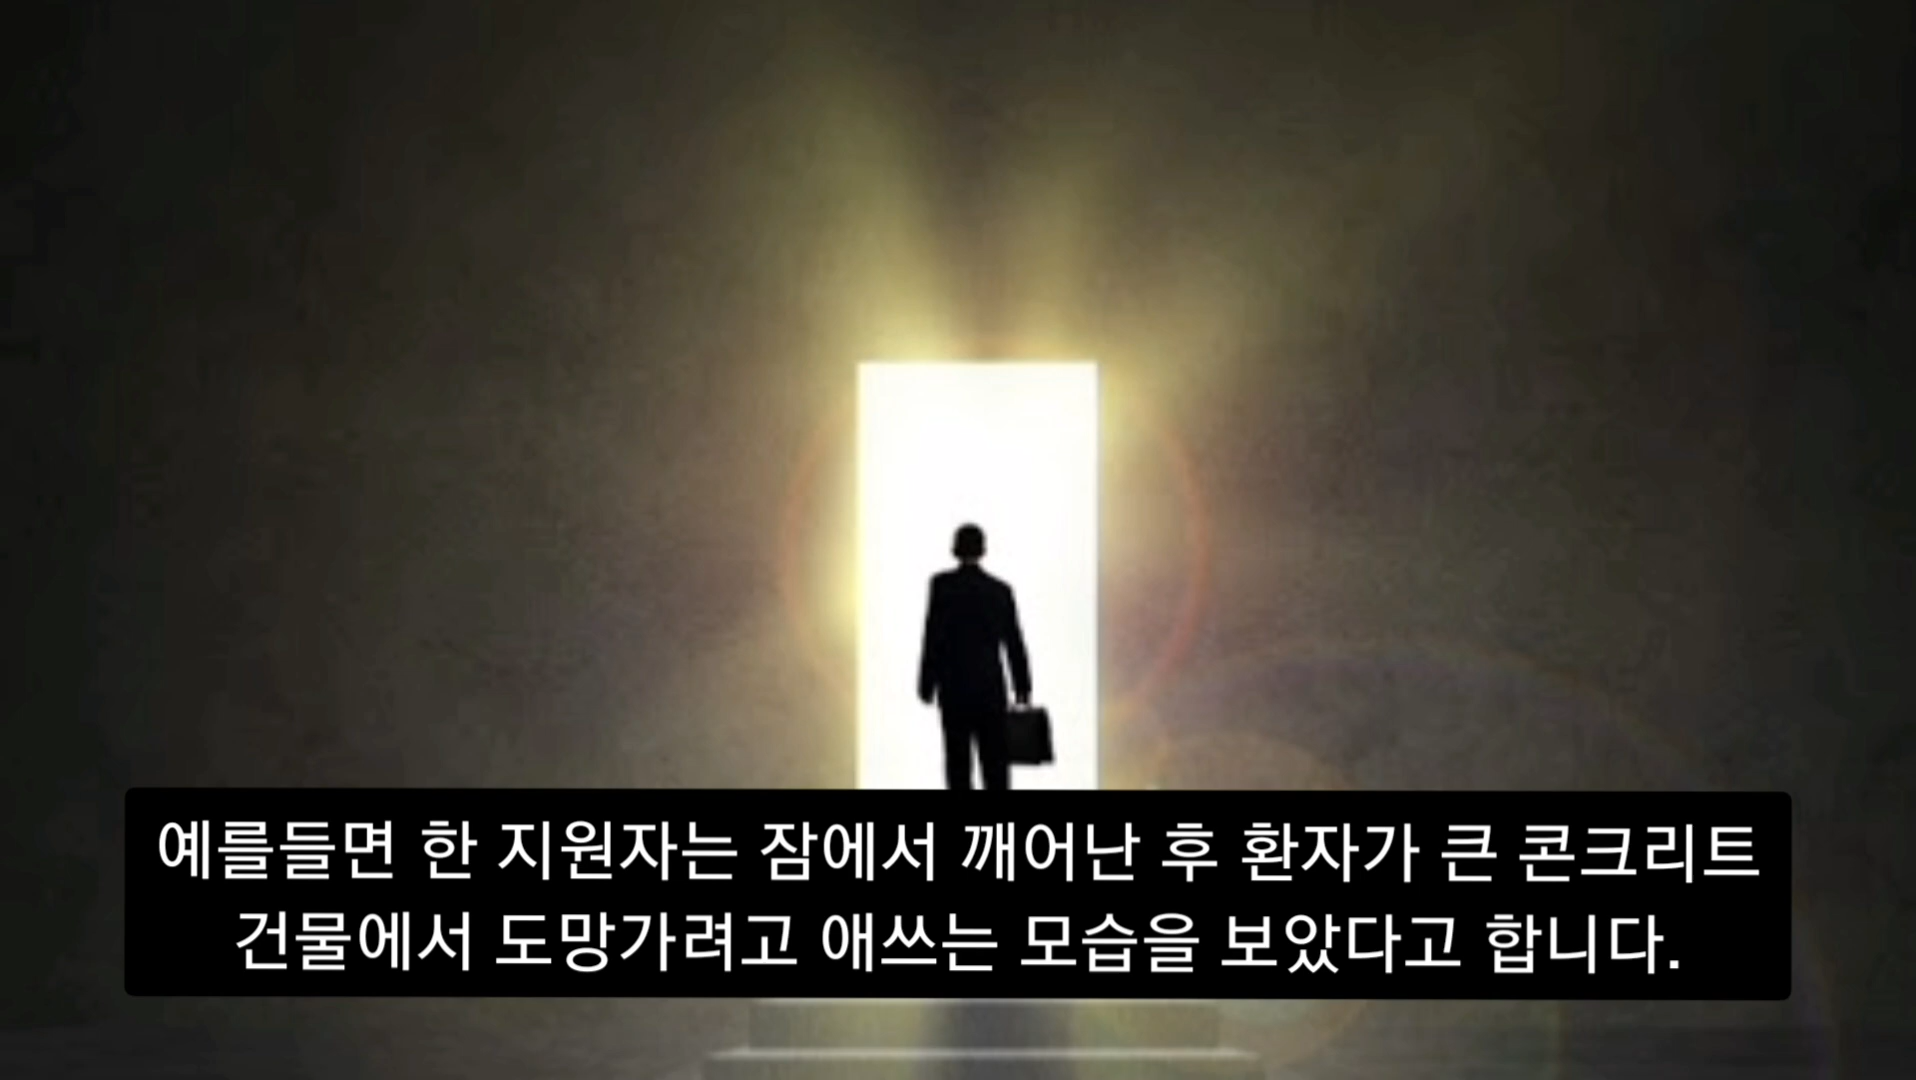 예를들면 한 지원자는 잠에서 깨어난 후 환자가 큰 콘크리트
건물에서 도망가려고 애쓰는 모습을 보았다고 합니다.